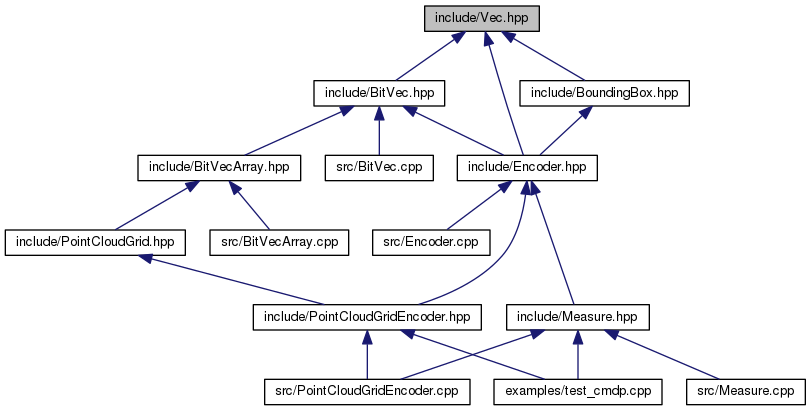 include/Vec.hpp
include/BitVec.hpp
include/BoundingBox.hpp
include/BitVecArray.hpp
src/BitVec.cpp
include/Encoder.hpp
include/PointCloudGrid.hpp
src/BitVecArray.cpp
src/Encoder.cpp
include/PointCloudGridEncoder.hpp
include/Measure.hpp
src/PointCloudGridEncoder.cpp
examples/test_cmdp.cpp
src/Measure.cpp